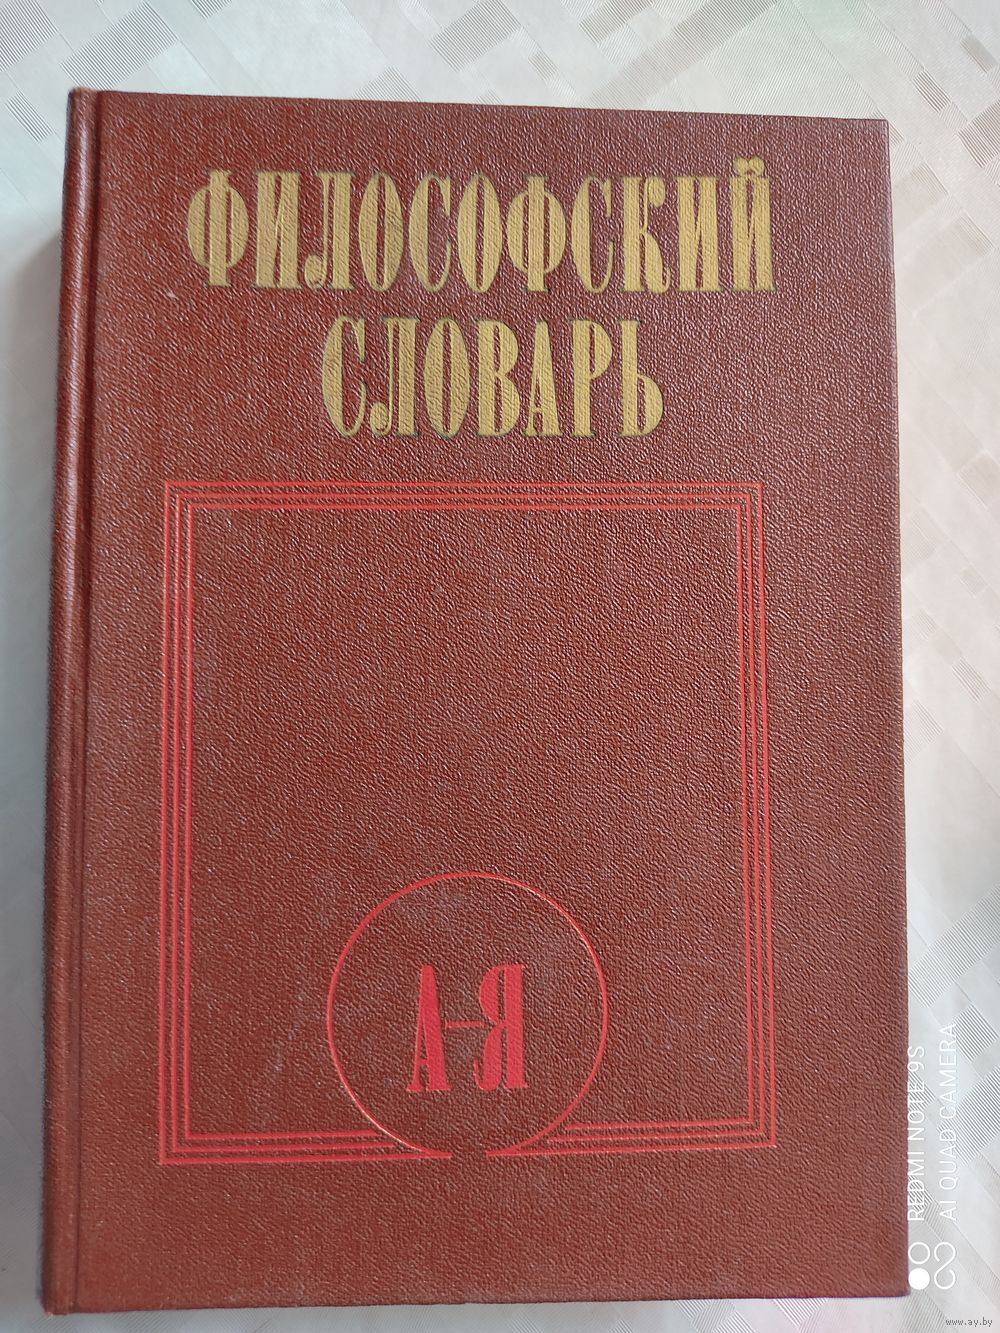 ФИЛОСОФСКИЙ
СЛОВАРЬ
А–Я
REDMI NOTE 9S
AI QUAD CAMERA
www.ay.by